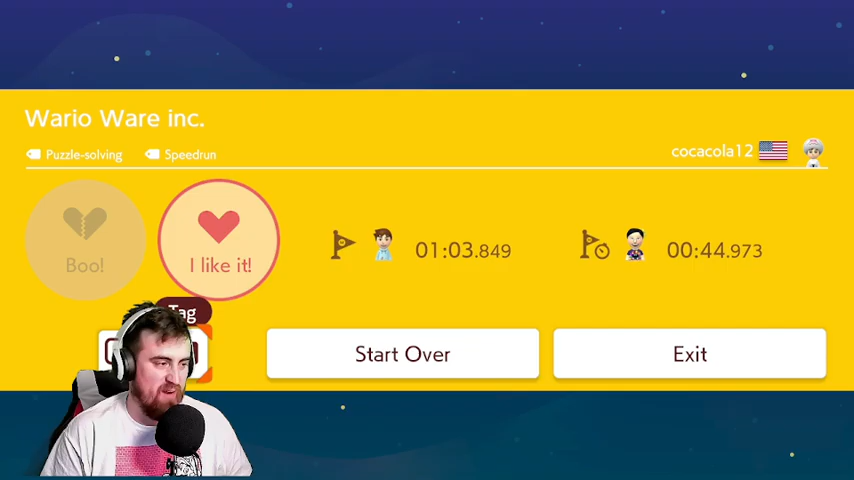 Wario Ware inc.
Puzzle-solving Speedrun
cocacola12
Boo!
I like it!
01:03.849
00:44.973
Tag
Start Over
Exit